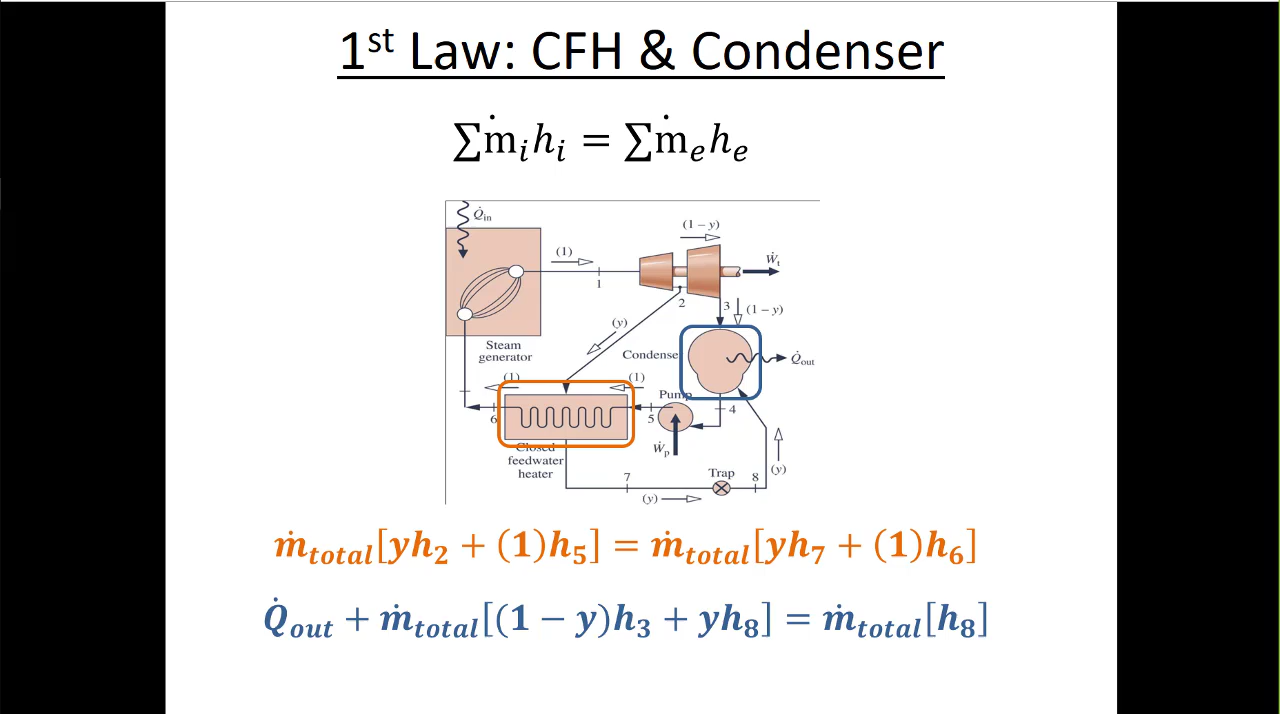 1st Law: CFH & Condenser
∑ṁᵢhᵢ = ∑ṁₑhₑ
Q̇in
(1 – y)
(1)
Ẇt
1
2
3
(1 – y)
(y)
Steam
generator
Condense
Q̇out
(1)
(1)
Pump
6
5
4
Closed
feedwater
heater
Ẇp
7
Trap
8
(y)
(y)
ṁtotal[yh2 + (1)h5] = ṁtotal[yh7 + (1)h6]
Q̇out + ṁtotal[(1 − y)h3 + yh8] = ṁtotal[h8]